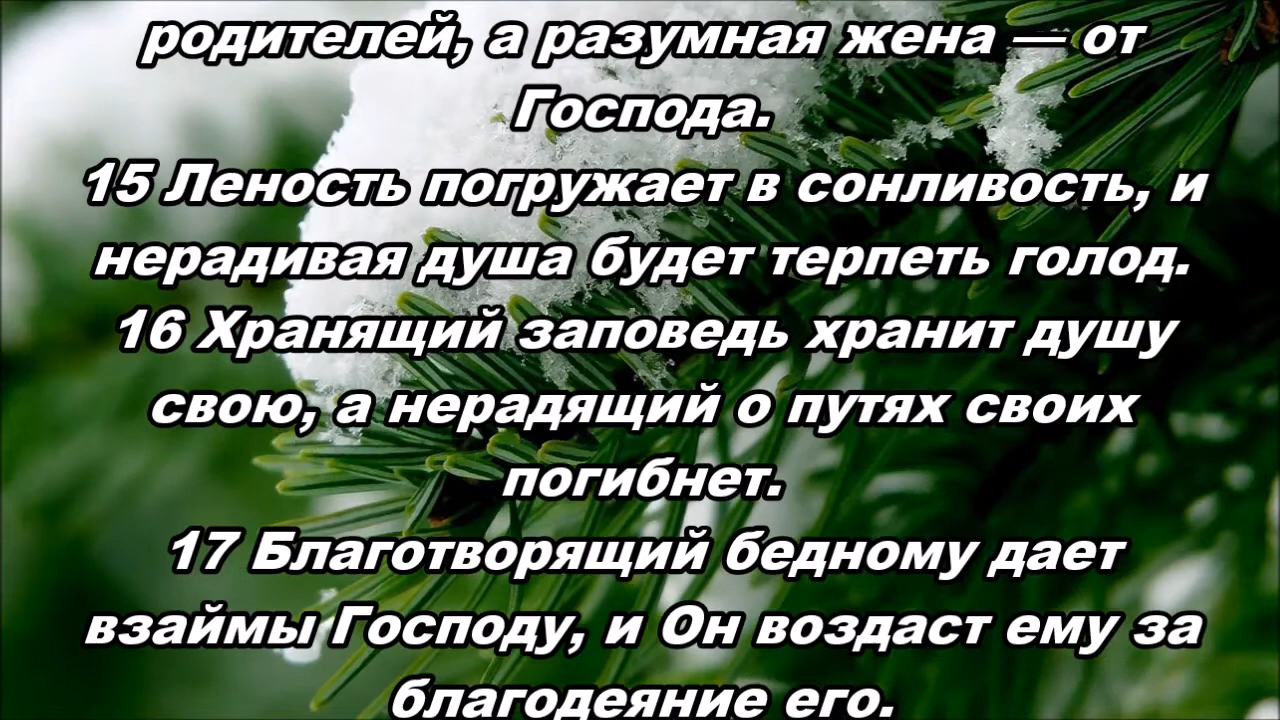 родителей, а разумная жена — от
Господа.
15 Леность погружает в сонливость, и
нерадивая душа будет терпеть голод.
16 Хранящий заповедь хранит душу
свою, а нерадящий о путях своих
погибнет.
17 Благотворящий бедному дает
взаймы Господу, и Он воздаст ему за
благодеяние его.